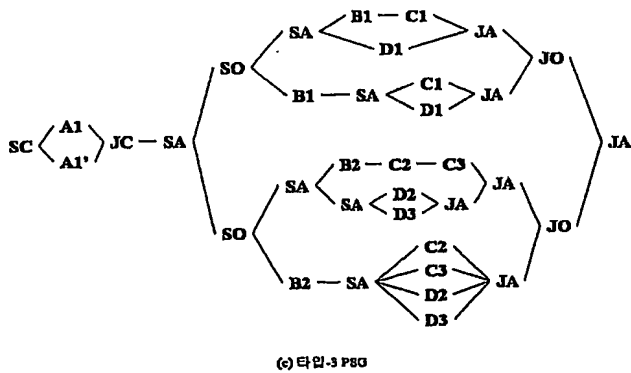 B1 C1
SA JA
D1
SO JO
C1
B1 SA JA
D1
A1
SC JC SA JA
A1'
B2 C2 C3
SA JA
D2
SA JA
D3
SO JO
C2
C3
B2 SA JA
D2
D3
(c) 타입-3 PSG